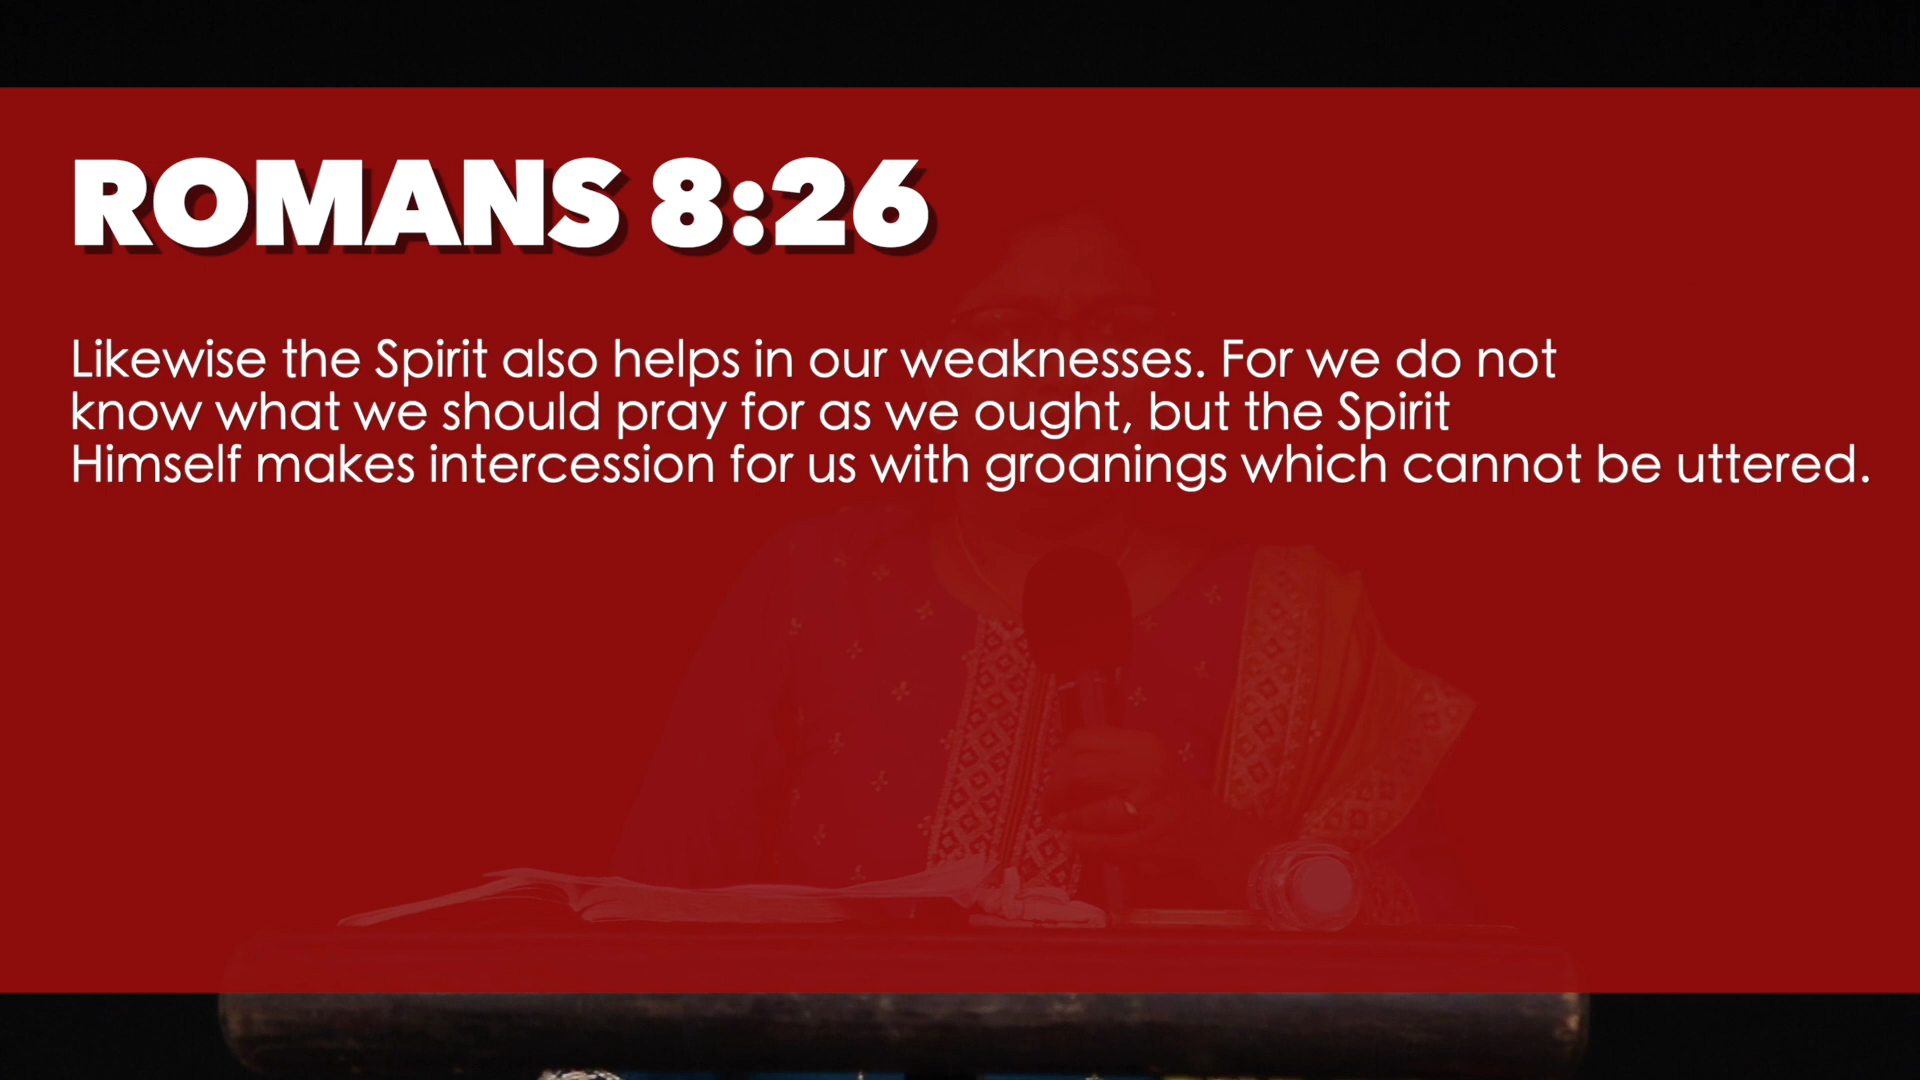 ROMANS 8:26
Likewise the Spirit also helps in our weaknesses. For we do not
know what we should pray for as we ought, but the Spirit
Himself makes intercession for us with groanings which cannot be uttered.